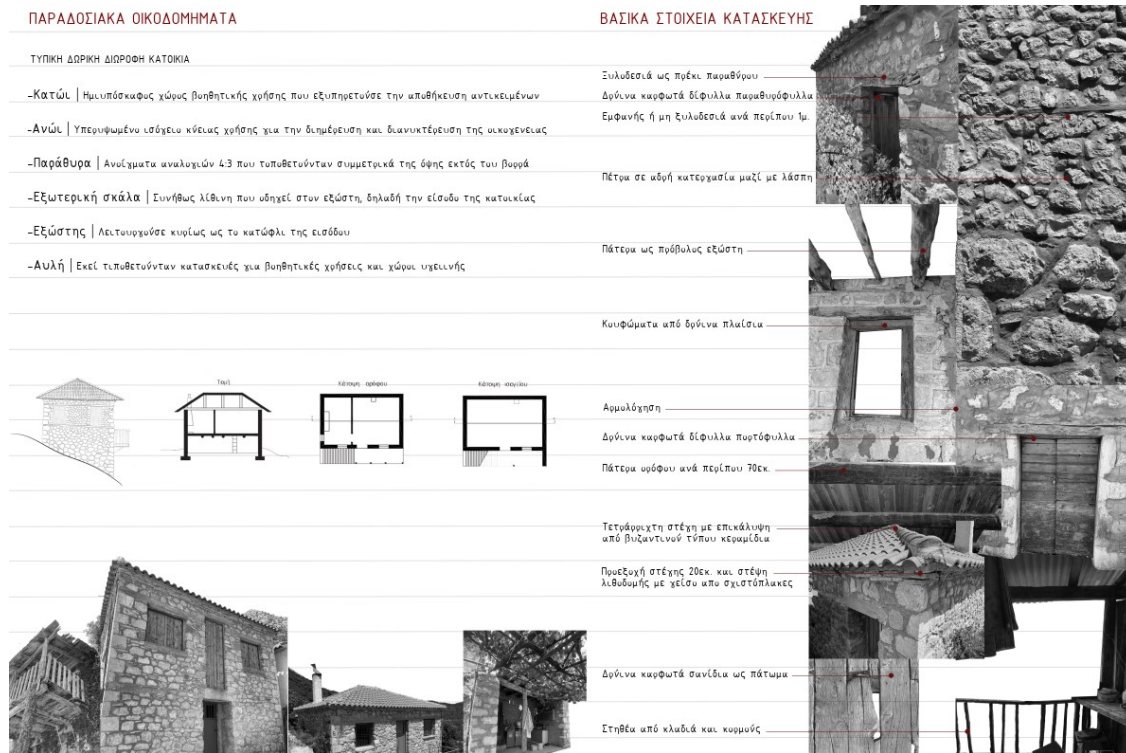 ΠΑΡΑΔΟΣΙΑΚΑ ΟΙΚΟΔΟΜΗΜΑΤΑ
ΤΥΠΙΚΗ ΔΩΡΙΚΗ ΔΙΩΡΟΦΗ ΚΑΤΟΙΚΙΑ
-Κατώι | Ημιυπόσκαφος χώρος βοηθητικής χρήσης που εξυπηρετούσε την αποθήκευση αντικειμένων
-Ανώι | Υπερυψωμένο ισόγειο κύειας χρήσης για την διημέρευση και διανυκτέρευση της οικογενειας
-Παράθυρα | Ανοίγματα αναλογιών 4:3 που τοποθετούνταν συμμετρικά της όψης εκτός του βορρά
-Εξωτερική σκάλα | Συνήθως λίθινη που οδηγεί στον εξώστη, δηλαδή την είσοδο της κατοικίας
-Εξώστης | Λειτουργούσε κυρίως ως το κατώφλι της εισόδου
-Αυλή | Εκεί τιποθετούνταν κατασκευές για βοηθητικές χρήσεις και χώροι υγειινής
Τομή
Κάτοψη - ορόφου
Κάτοψη - ισογείου
ΒΑΣΙΚΑ ΣΤΟΙΧΕΙΑ ΚΑΤΑΣΚΕΥΗΣ
Ξυλοδεσιά ως πρέκι παραθύρου
Δρύινα καρφωτά δίφυλλα παραθυρόφυλλα
Εμφανής ή μη ξυλοδεσιά ανά περίπου 1μ.
Πέτρα σε αδρή κατεργασία μαζί με λάσπη
Πάτερα ως πρόβολος εξώστη
Κουφώματα από δρύινα πλαίσια
Αρμολόγηση
Δρύινα καρφωτά δίφυλλα πορτόφυλλα
Πάτερα ορόφου ανά περίπου 70εκ.
Τετράρριχτη στέγη με επικάλυψη
από βυζαντινού τύπου κεραμίδια
Προεξοχή στέγης 20εκ. και στέψη
λιθοδομής με γείσο απο σχιστόπλακες
Δρύινα καρφωτά σανίδια ως πάτωμα
Στηθέα από κλαδιά και κορμούς